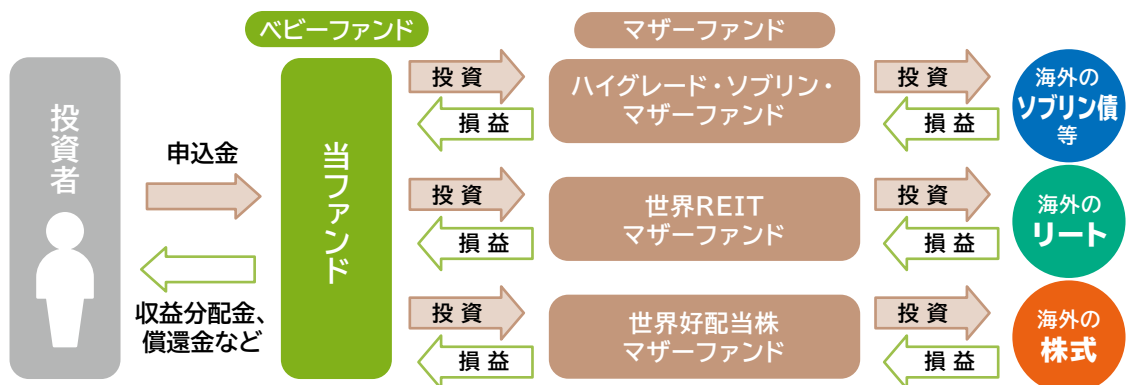 ベビーファンド
マザーファンド
投資者
申込金
収益分配金、
償還金など
当ファンド
投資
損益
ハイグレード・ソブリン・
マザーファンド
投資
損益
海外の
ソブリン債
等
投資
損益
世界REIT
マザーファンド
投資
損益
海外の
リート
投資
損益
世界好配当株
マザーファンド
投資
損益
海外の
株式